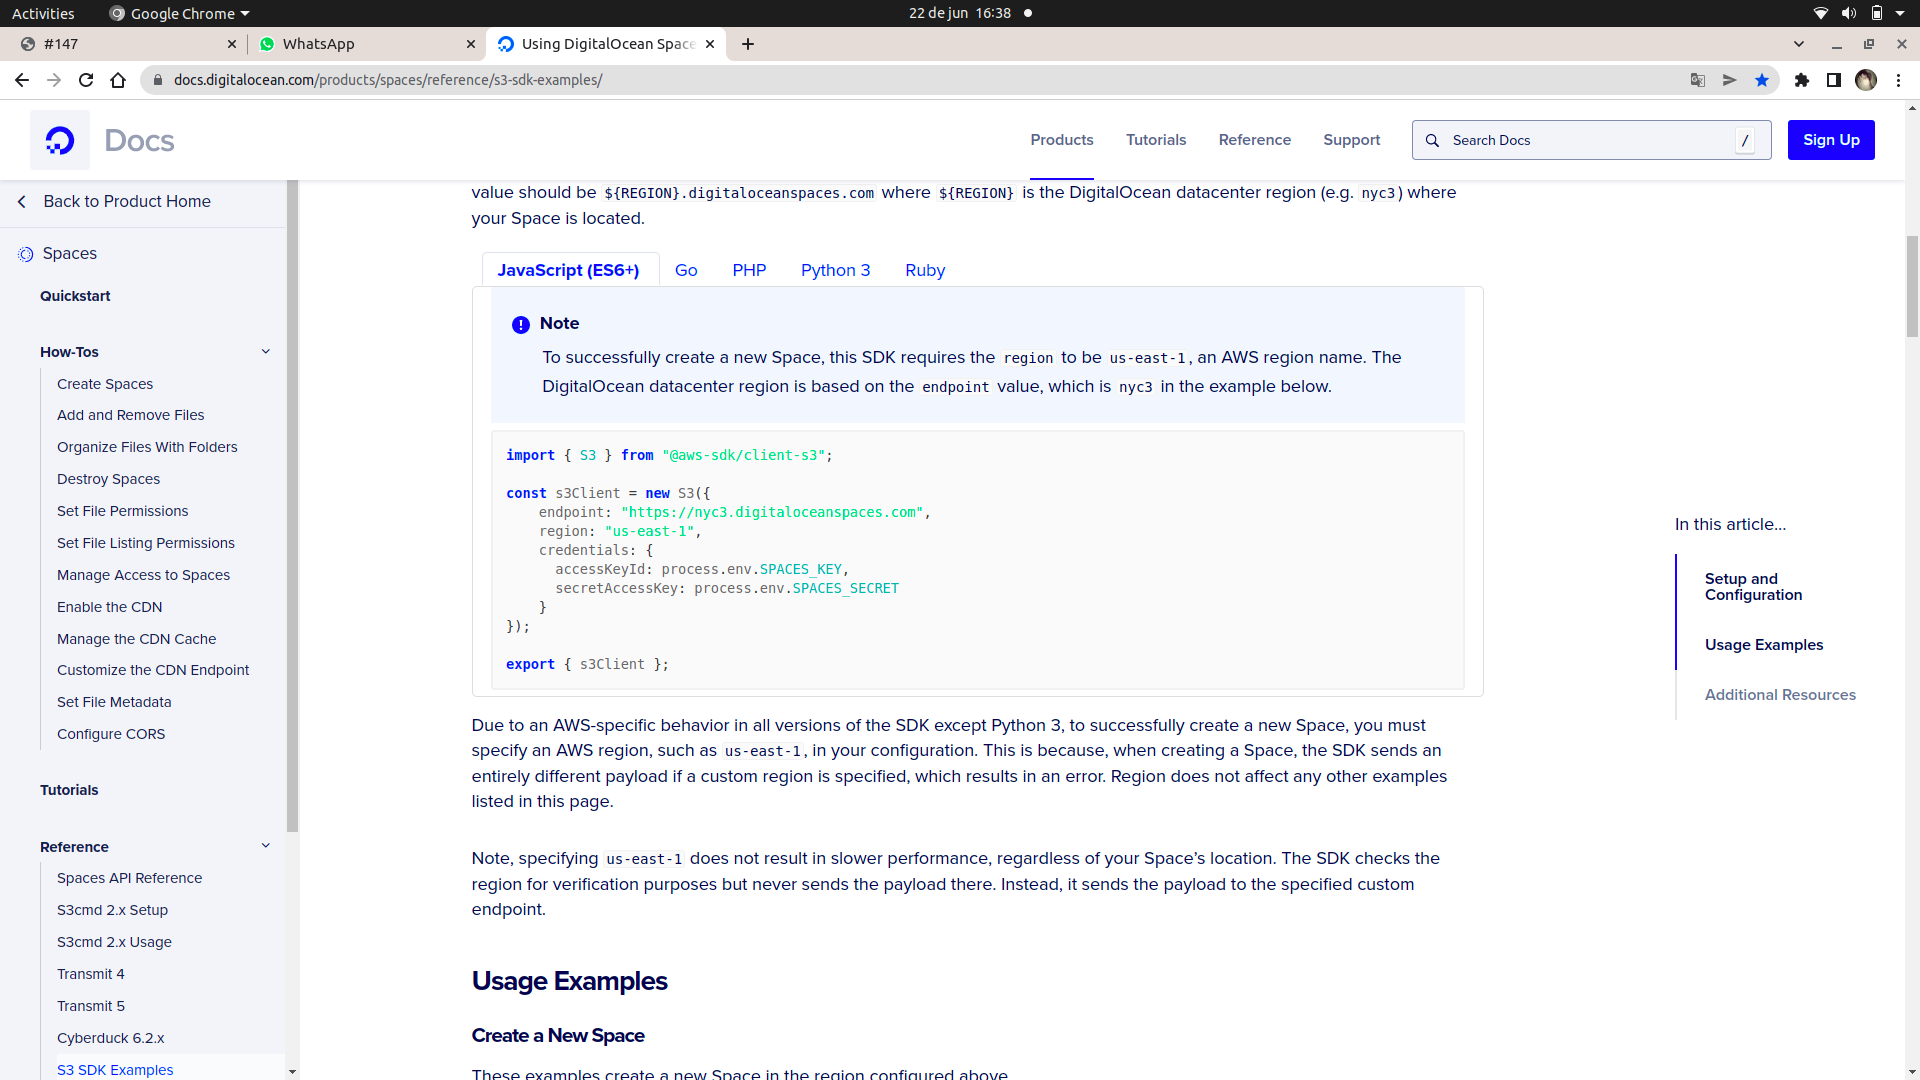 Activities
Google Chrome
22 de jun 16:38
#147
WhatsApp
Using DigitalOcean Space
docs.digitalocean.com/products/spaces/reference/s3-sdk-examples/
Docs
Products
Tutorials
Reference
Support
Search Docs
/
Sign Up
Back to Product Home
Spaces
Quickstart
How-Tos
Create Spaces
Add and Remove Files
Organize Files With Folders
Destroy Spaces
Set File Permissions
Set File Listing Permissions
Manage Access to Spaces
Enable the CDN
Manage the CDN Cache
Customize the CDN Endpoint
Set File Metadata
Configure CORS
Tutorials
Reference
Spaces API Reference
S3cmd 2.x Setup
S3cmd 2.x Usage
Transmit 4
Transmit 5
Cyberduck 6.2.x
S3 SDK Examples
value should be ${REGION}.digitaloceanspaces.com where ${REGION} is the DigitalOcean datacenter region (e.g. nyc3) where
your Space is located.
JavaScript (ES6+)
Go
PHP
Python 3
Ruby
Note
To successfully create a new Space, this SDK requires the region to be us-east-1, an AWS region name. The
DigitalOcean datacenter region is based on the endpoint value, which is nyc3 in the example below.
import { S3 } from "@aws-sdk/client-s3";
const s3Client = new S3({
endpoint: "https://nyc3.digitaloceanspaces.com",
region: "us-east-1",
credentials: {
accessKeyId: process.env.SPACES_KEY,
secretAccessKey: process.env.SPACES_SECRET
}
});
export { s3Client };
Due to an AWS-specific behavior in all versions of the SDK except Python 3, to successfully create a new Space, you must
specify an AWS region, such as us-east-1, in your configuration. This is because, when creating a Space, the SDK sends an
entirely different payload if a custom region is specified, which results in an error. Region does not affect any other examples
listed in this page.
Note, specifying us-east-1 does not result in slower performance, regardless of your Space's location. The SDK checks the
region for verification purposes but never sends the payload there. Instead, it sends the payload to the specified custom
endpoint.
Usage Examples
Create a New Space
These examples create a new Space in the region configured above
In this article...
Setup and
Configuration
Usage Examples
Additional Resources